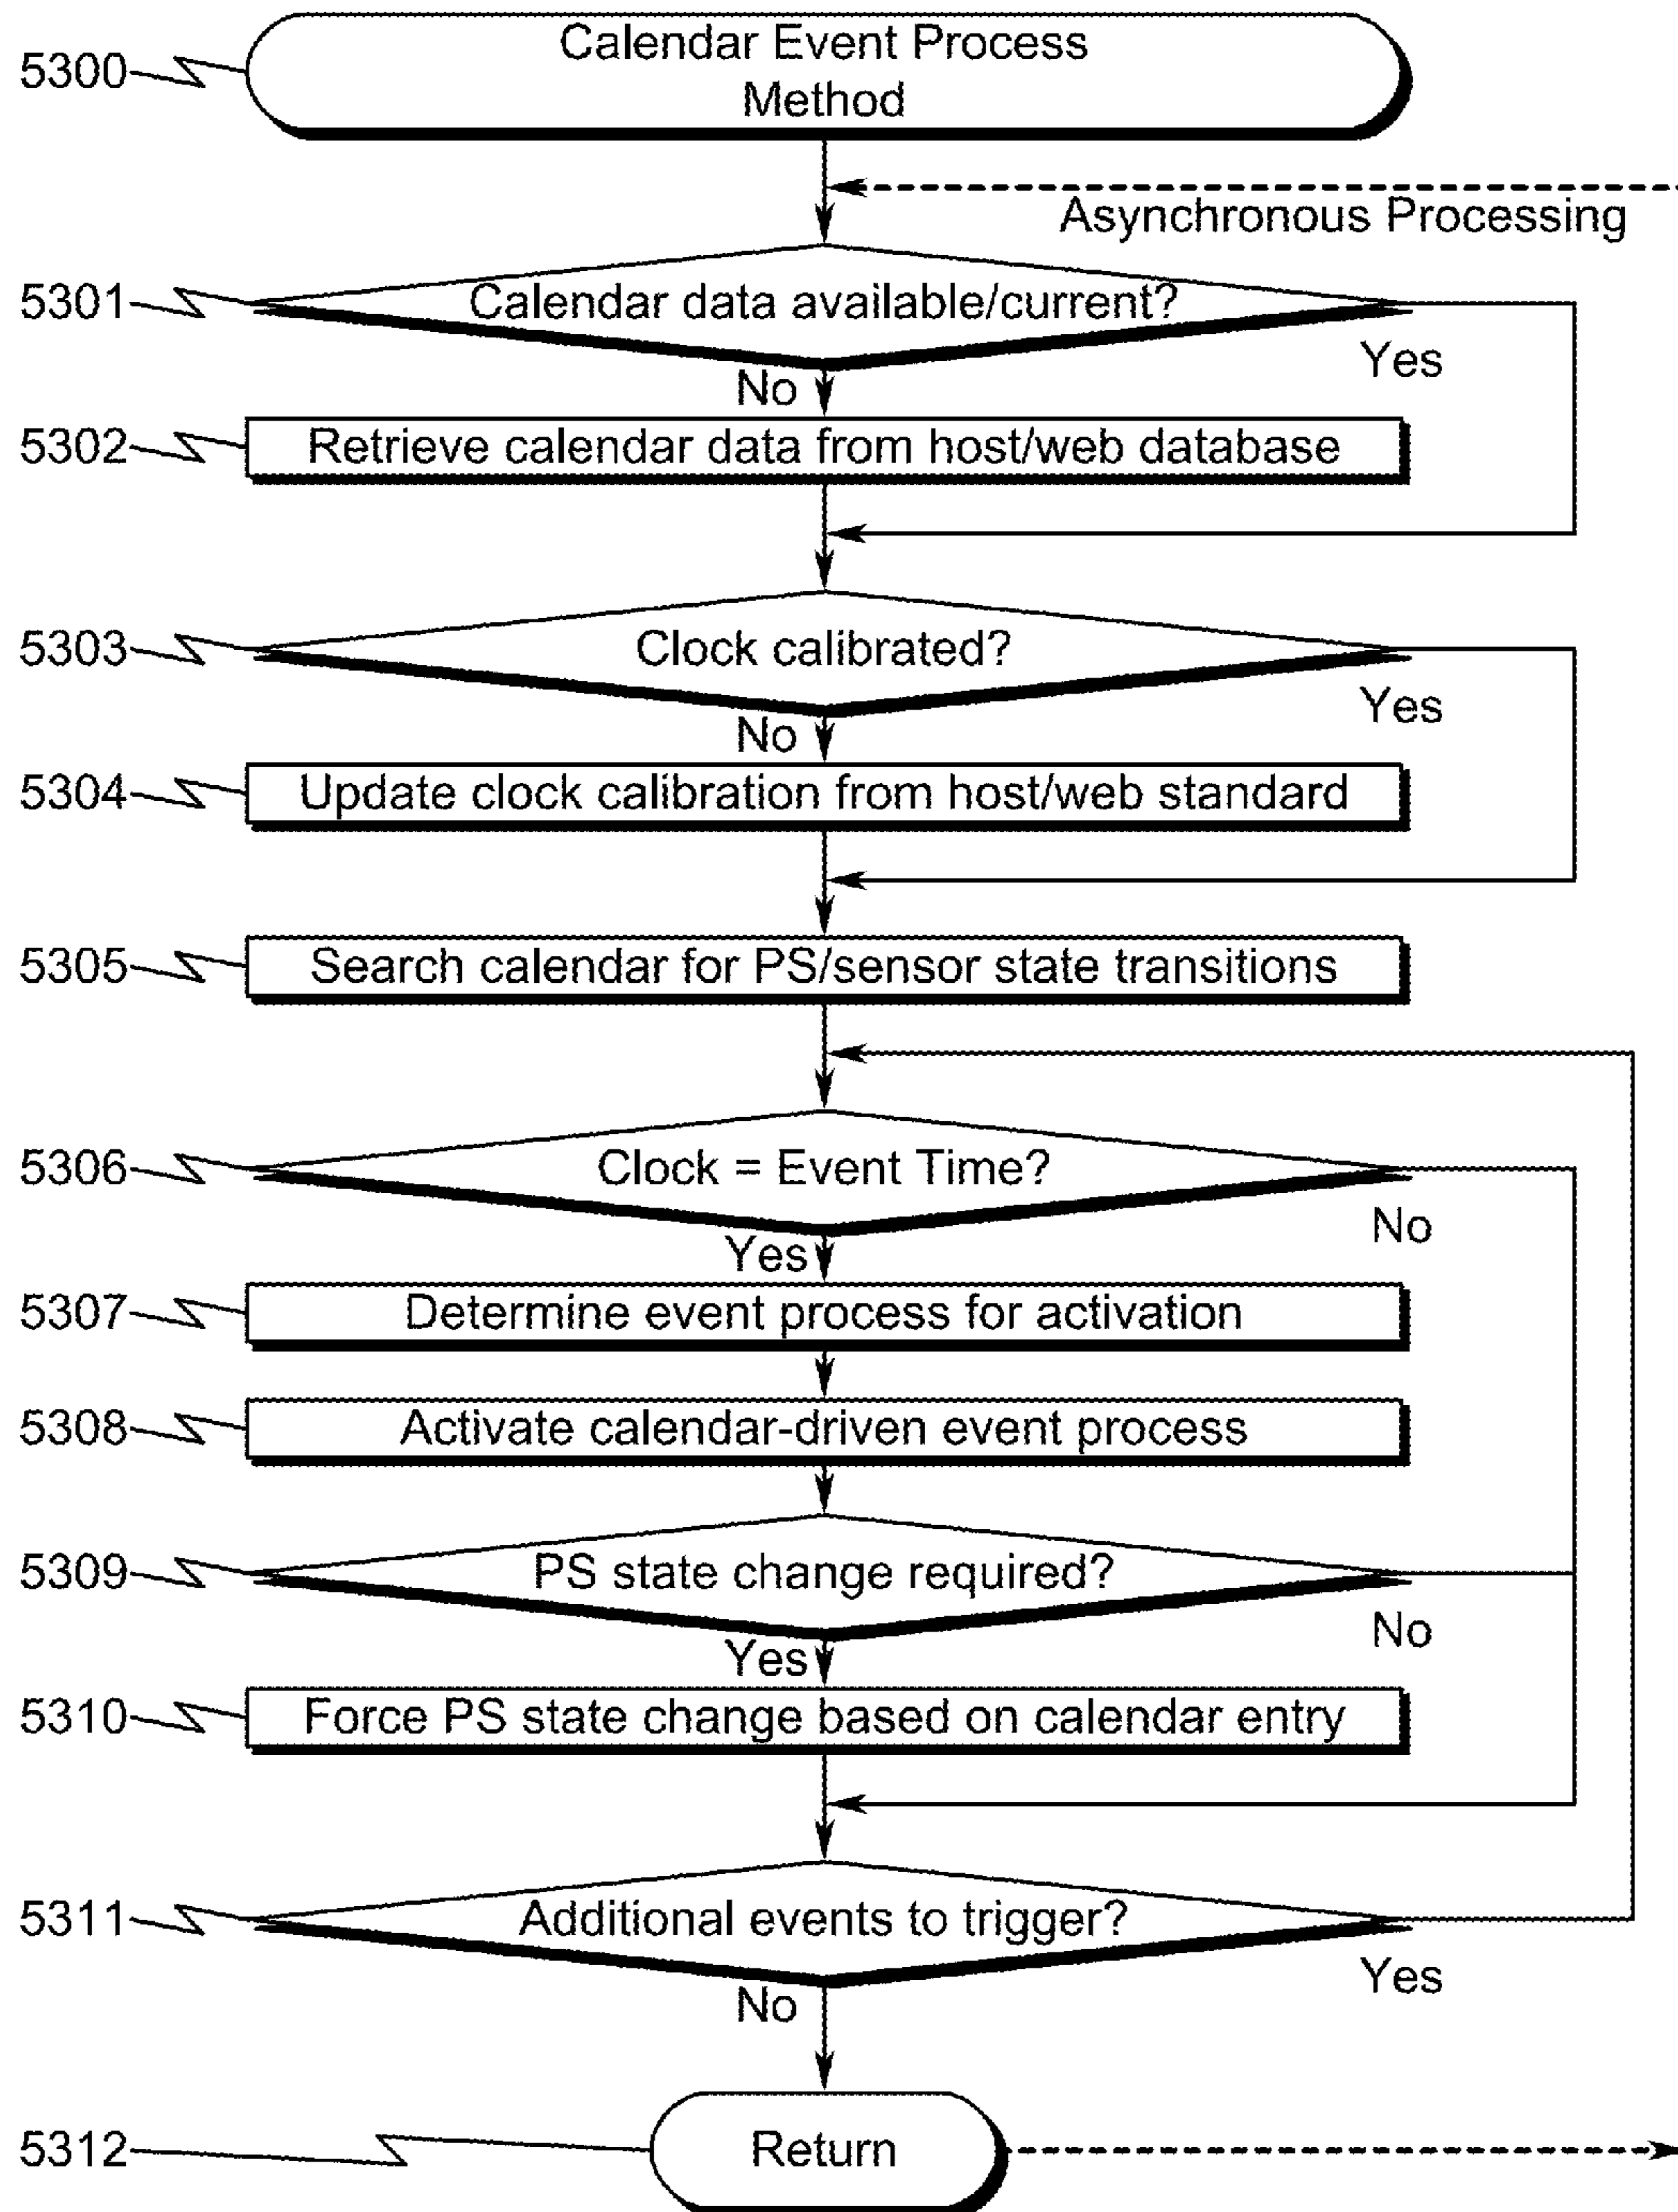 5300
Calendar Event Process
Method
Asynchronous Processing
5301
Calendar data available/current?
Yes
No
5302
Retrieve calendar data from host/web database
5303
Clock calibrated?
Yes
No
5304
Update clock calibration from host/web standard
5305
Search calendar for PS/sensor state transitions
5306
Clock = Event Time?
No
Yes
5307
Determine event process for activation
5308
Activate calendar-driven event process
5309
PS state change required?
No
Yes
5310
Force PS state change based on calendar entry
5311
Additional events to trigger?
Yes
No
5312
Return